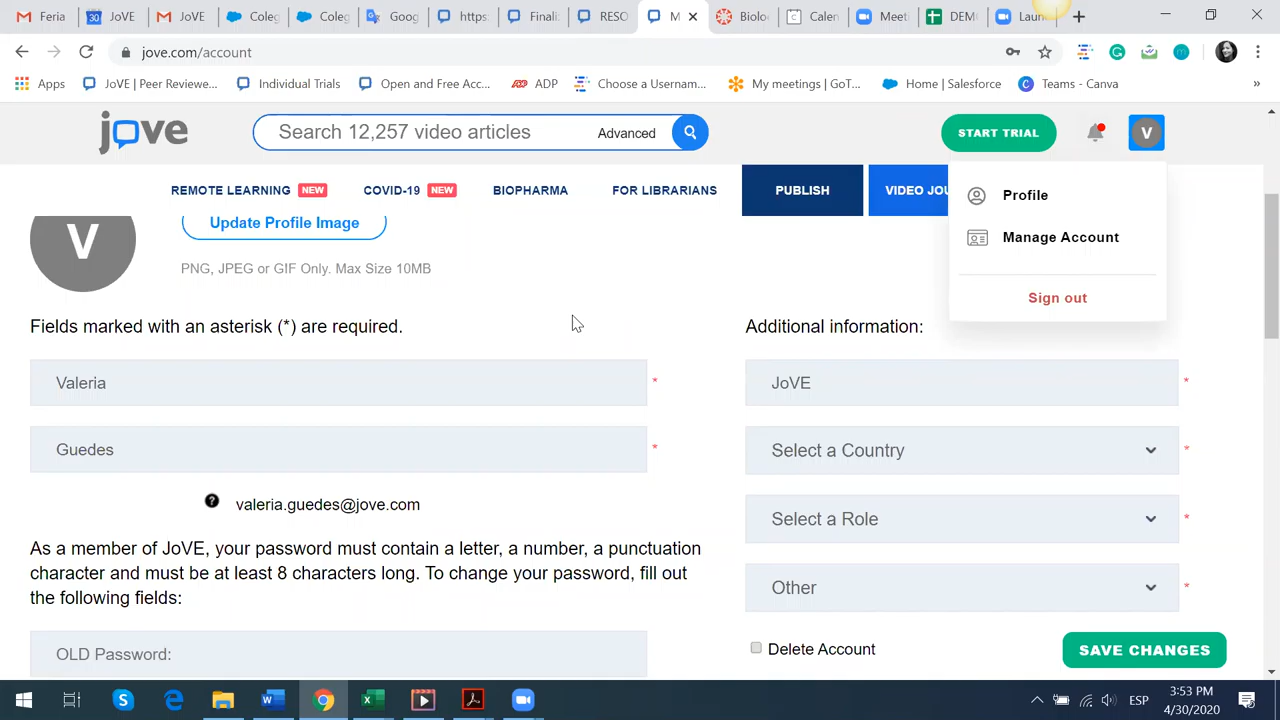 Feria
JoVE
JoVE
Coleg
Coleg
Goog
https:
Finaliz
RESO
M
Biolo
Calen
Meet
DEM
Laun
jove.com/account
Apps
JoVE | Peer Reviewe...
Individual Trials
Open and Free Acc...
ADP
Choose a Usernam...
My meetings | GoT...
Home | Salesforce
Teams - Canva
»
jove
Search 12,257 video articles
Advanced
START TRIAL
V
REMOTE LEARNING NEW
COVID-19 NEW
BIOPHARMA
FOR LIBRARIANS
PUBLISH
VIDEO JOU
Profile
Manage Account
Sign out
V
Update Profile Image
PNG, JPEG or GIF Only. Max Size 10MB
Fields marked with an asterisk (*) are required.
Valeria *
Guedes *
? valeria.guedes@jove.com
As a member of JoVE, your password must contain a letter, a number, a punctuation
character and must be at least 8 characters long. To change your password, fill out
the following fields:
OLD Password:
Additional information:
JoVE *
Select a Country *
Select a Role *
Other *
Delete Account
SAVE CHANGES
ESP
3:53 PM
4/30/2020